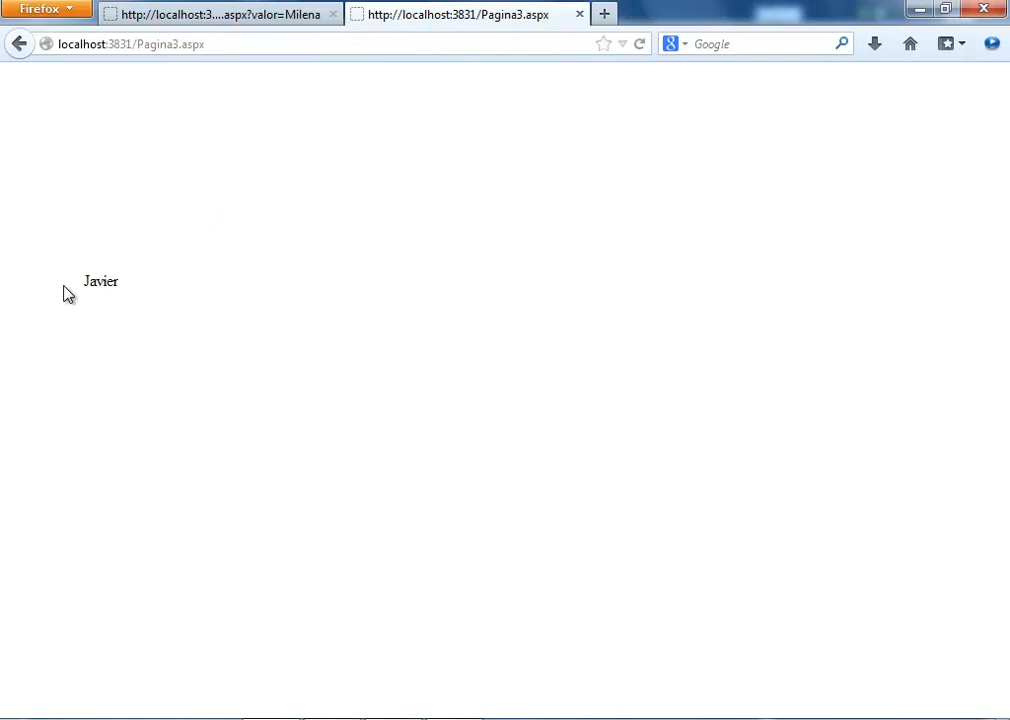 Firefox
http://localhost:3....aspx?valor=Milena
http://localhost:3831/Pagina3.aspx
localhost:3831/Pagina3.aspx
Google
Javier